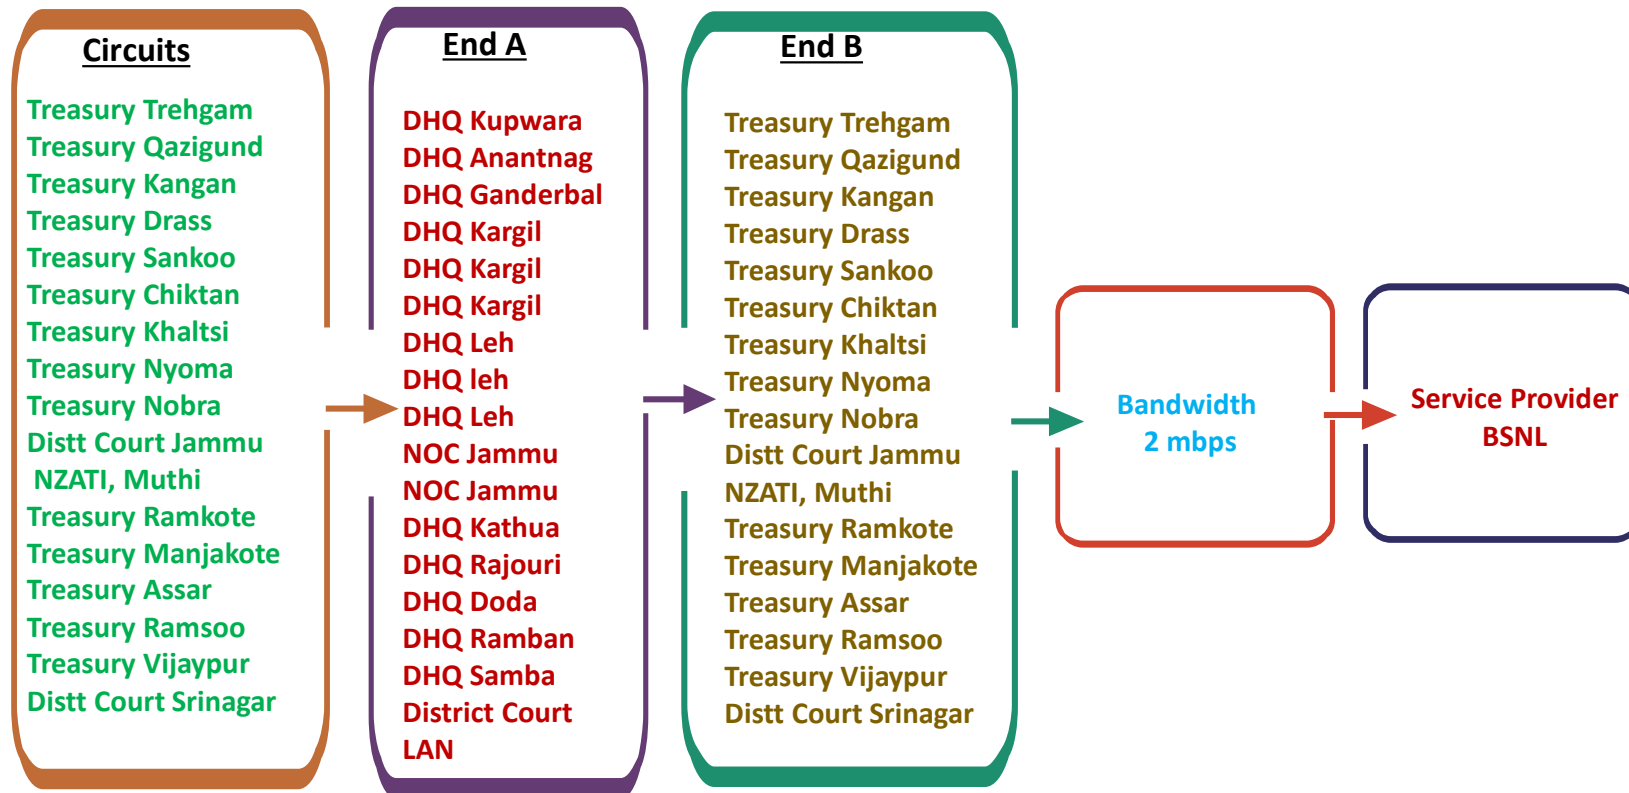 Circuits
Treasury Trehgam
Treasury Qazigund
Treasury Kangan
Treasury Drass
Treasury Sankoo
Treasury Chiktan
Treasury Khaltsi
Treasury Nyoma
Treasury Nobra
Distt Court Jammu
NZATI, Muthi
Treasury Ramkote
Treasury Manjakote
Treasury Assar
Treasury Ramsoo
Treasury Vijaypur
Distt Court Srinagar
End A
DHQ Kupwara
DHQ Anantnag
DHQ Ganderbal
DHQ Kargil
DHQ Kargil
DHQ Kargil
DHQ Leh
DHQ leh
DHQ Leh
NOC Jammu
NOC Jammu
DHQ Kathua
DHQ Rajouri
DHQ Doda
DHQ Ramban
DHQ Samba
District Court
LAN
End B
Treasury Trehgam
Treasury Qazigund
Treasury Kangan
Treasury Drass
Treasury Sankoo
Treasury Chiktan
Treasury Khaltsi
Treasury Nyoma
Treasury Nobra
Distt Court Jammu
NZATI, Muthi
Treasury Ramkote
Treasury Manjakote
Treasury Assar
Treasury Ramsoo
Treasury Vijaypur
Distt Court Srinagar
Bandwidth
2 mbps
Service Provider
BSNL